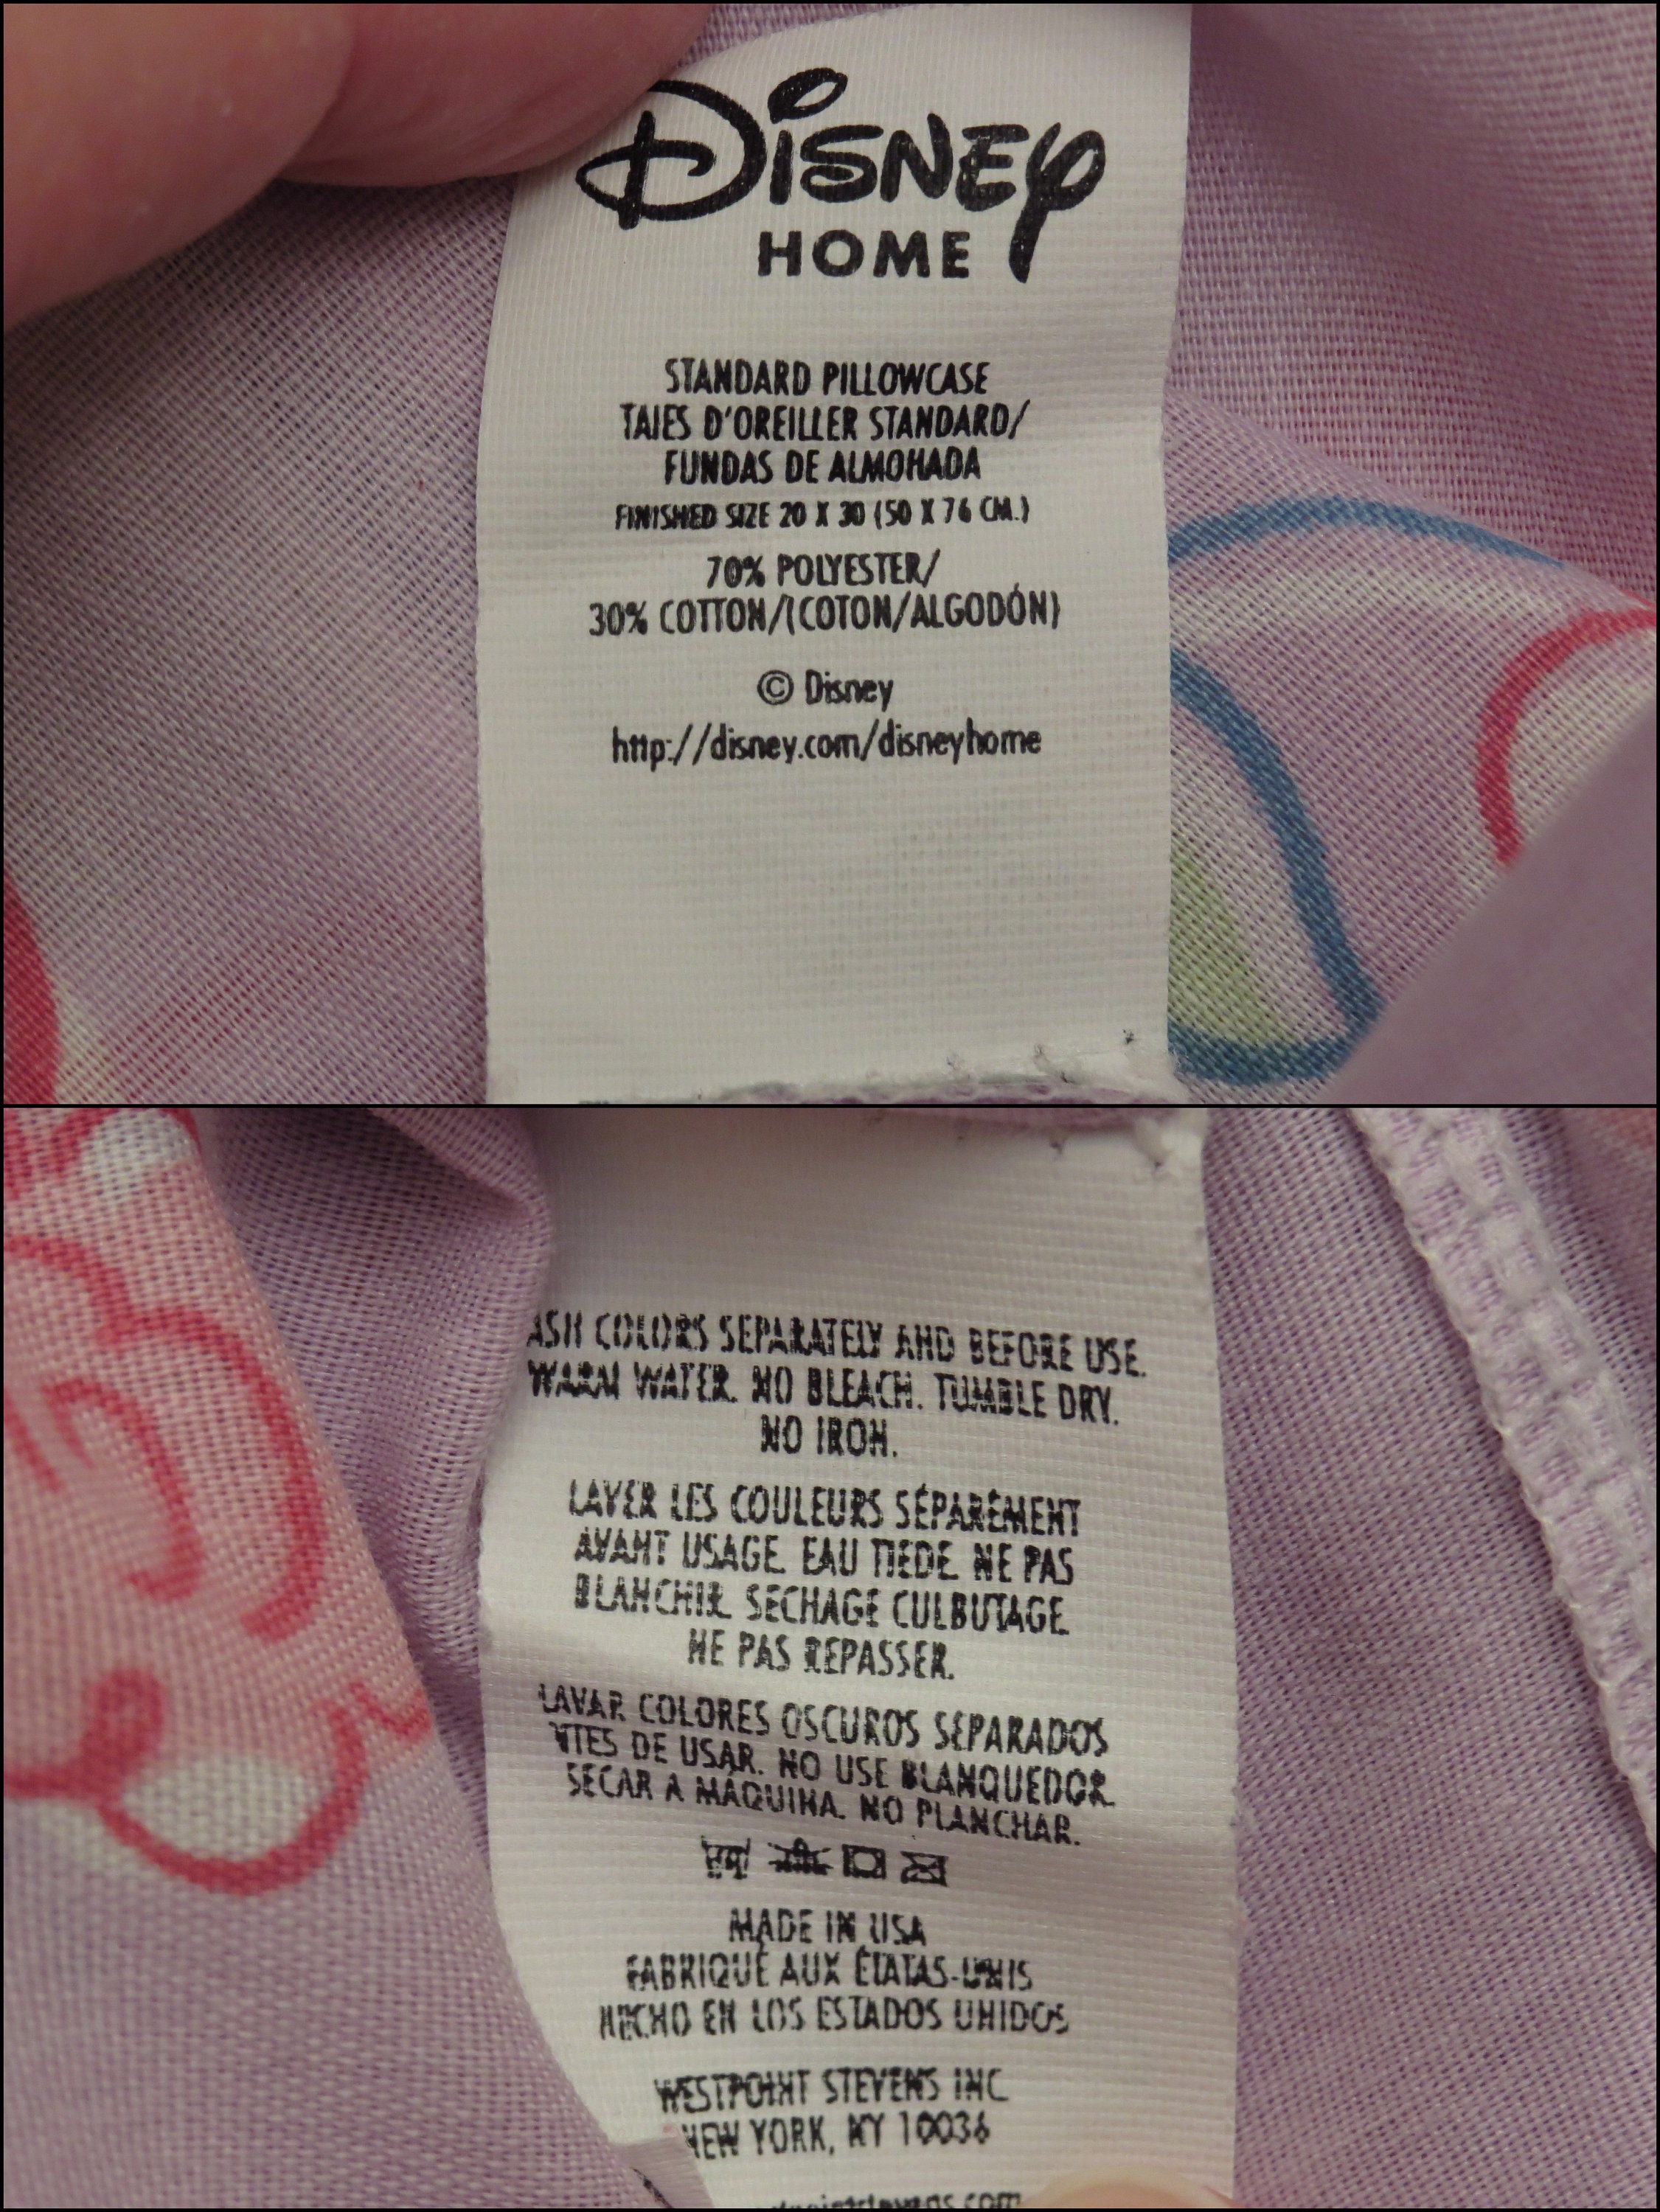 Disney
HOME
STANDARD PILLOWCASE
TAIES D'OREILLER STANDARD/
FUNDAS DE ALMOHADA
FINISHED SIZE 20 X 30 (50 X 76 CM.)
70% POLYESTER/
30% COTTON/(COTON/ALGODÓN)
© Disney
http://disney.com/disneyhome
ASH COLORS SEPARATELY AND BEFORE USE.
WARM WATER. NO BLEACH. TUMBLE DRY.
NO IRON.
LAVER LES COULEURS SÉPARÉMENT
AVANT USAGE. EAU TIEDE. NE PAS
BLANCHIR. SECHAGE CULBUTAGE.
NE PAS REPASSER.
LAVAR COLORES OSCUROS SEPARADOS
NTES DE USAR. NO USE BLANQUEDOR.
SECAR A MÁQUINA. NO PLANCHAR.
MADE IN USA
FABRIQUÉ AUX ÉTATAS-UNIS
HECHO EN LOS ESTADOS UNIDOS
WESTPOINT STEVENS INC
NEW YORK, NY 10036